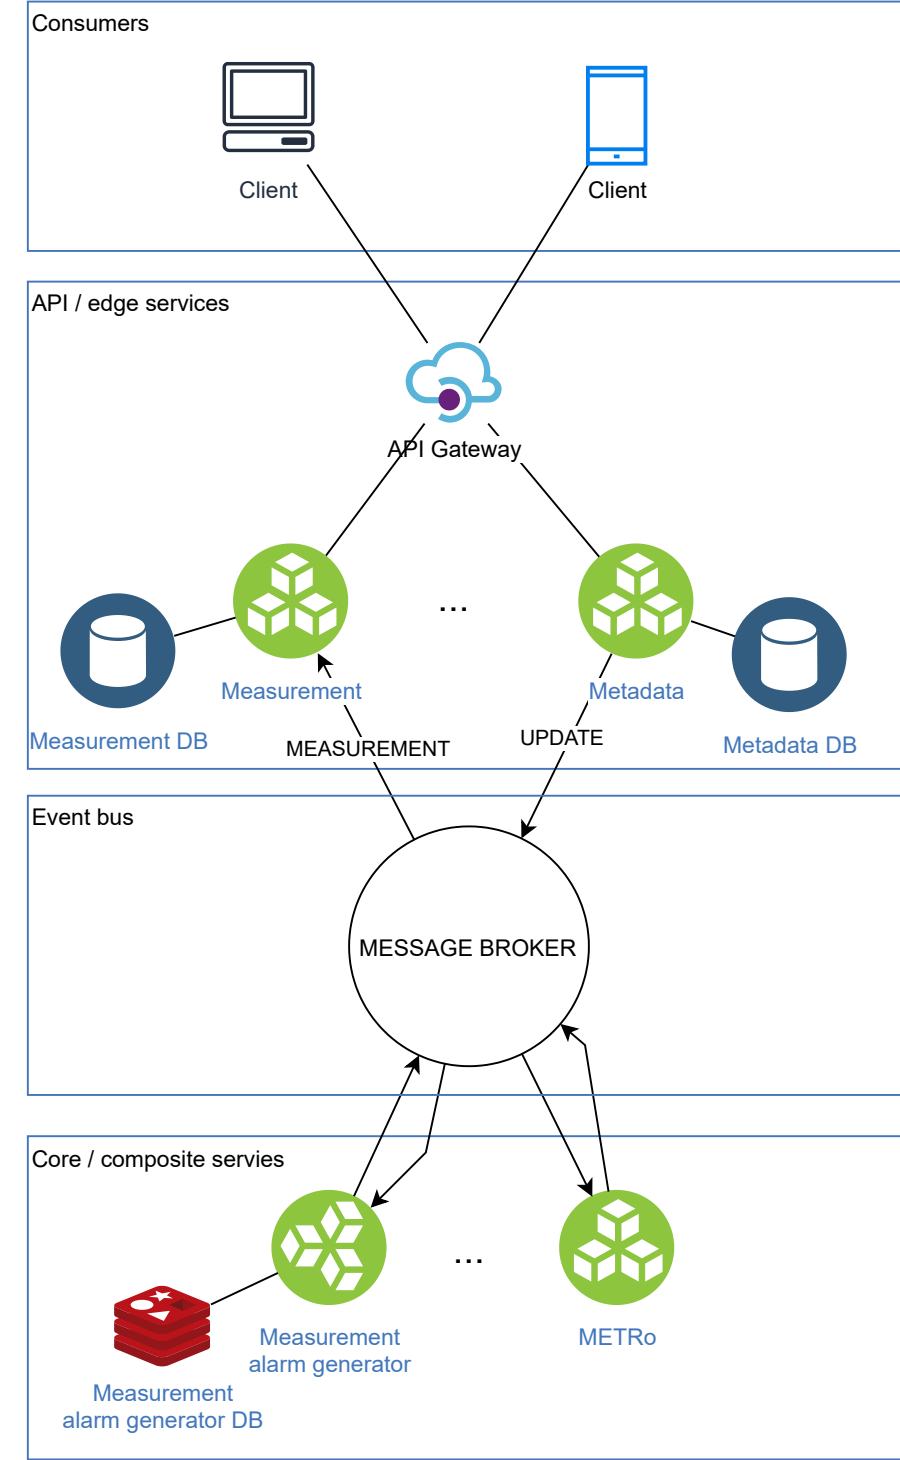 Consumers
Client
Client
API / edge services
API Gateway
...
Measurement
Metadata
Measurement DB
MEASUREMENT
UPDATE
Metadata DB
Event bus
MESSAGE BROKER
Core / composite servies
...
Measurement
alarm generator
METRo
Measurement
alarm generator DB